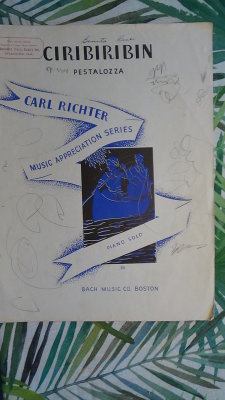 CIRIBIRIBIN
PESTALOZZA
CARL RICHTER
MUSIC APPRECIATION SERIES
PIANO SOLO
BACH MUSIC CO. BOSTON